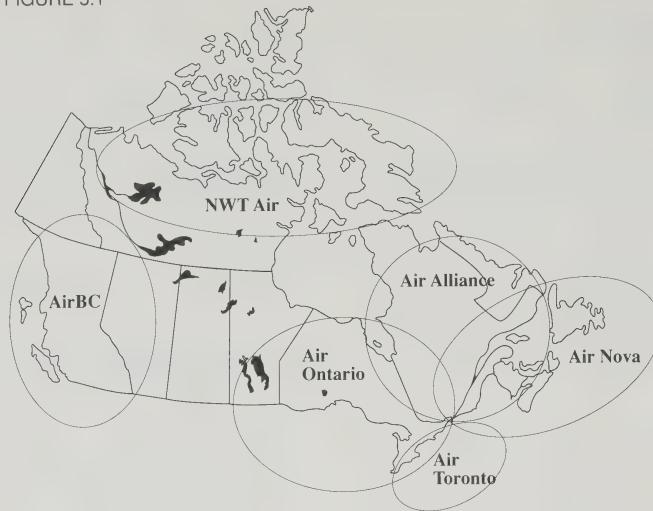 FIGURE 3.1
NWT Air
AirBC
Air Alliance
Air Nova
Air
Ontario
Air
Toronto